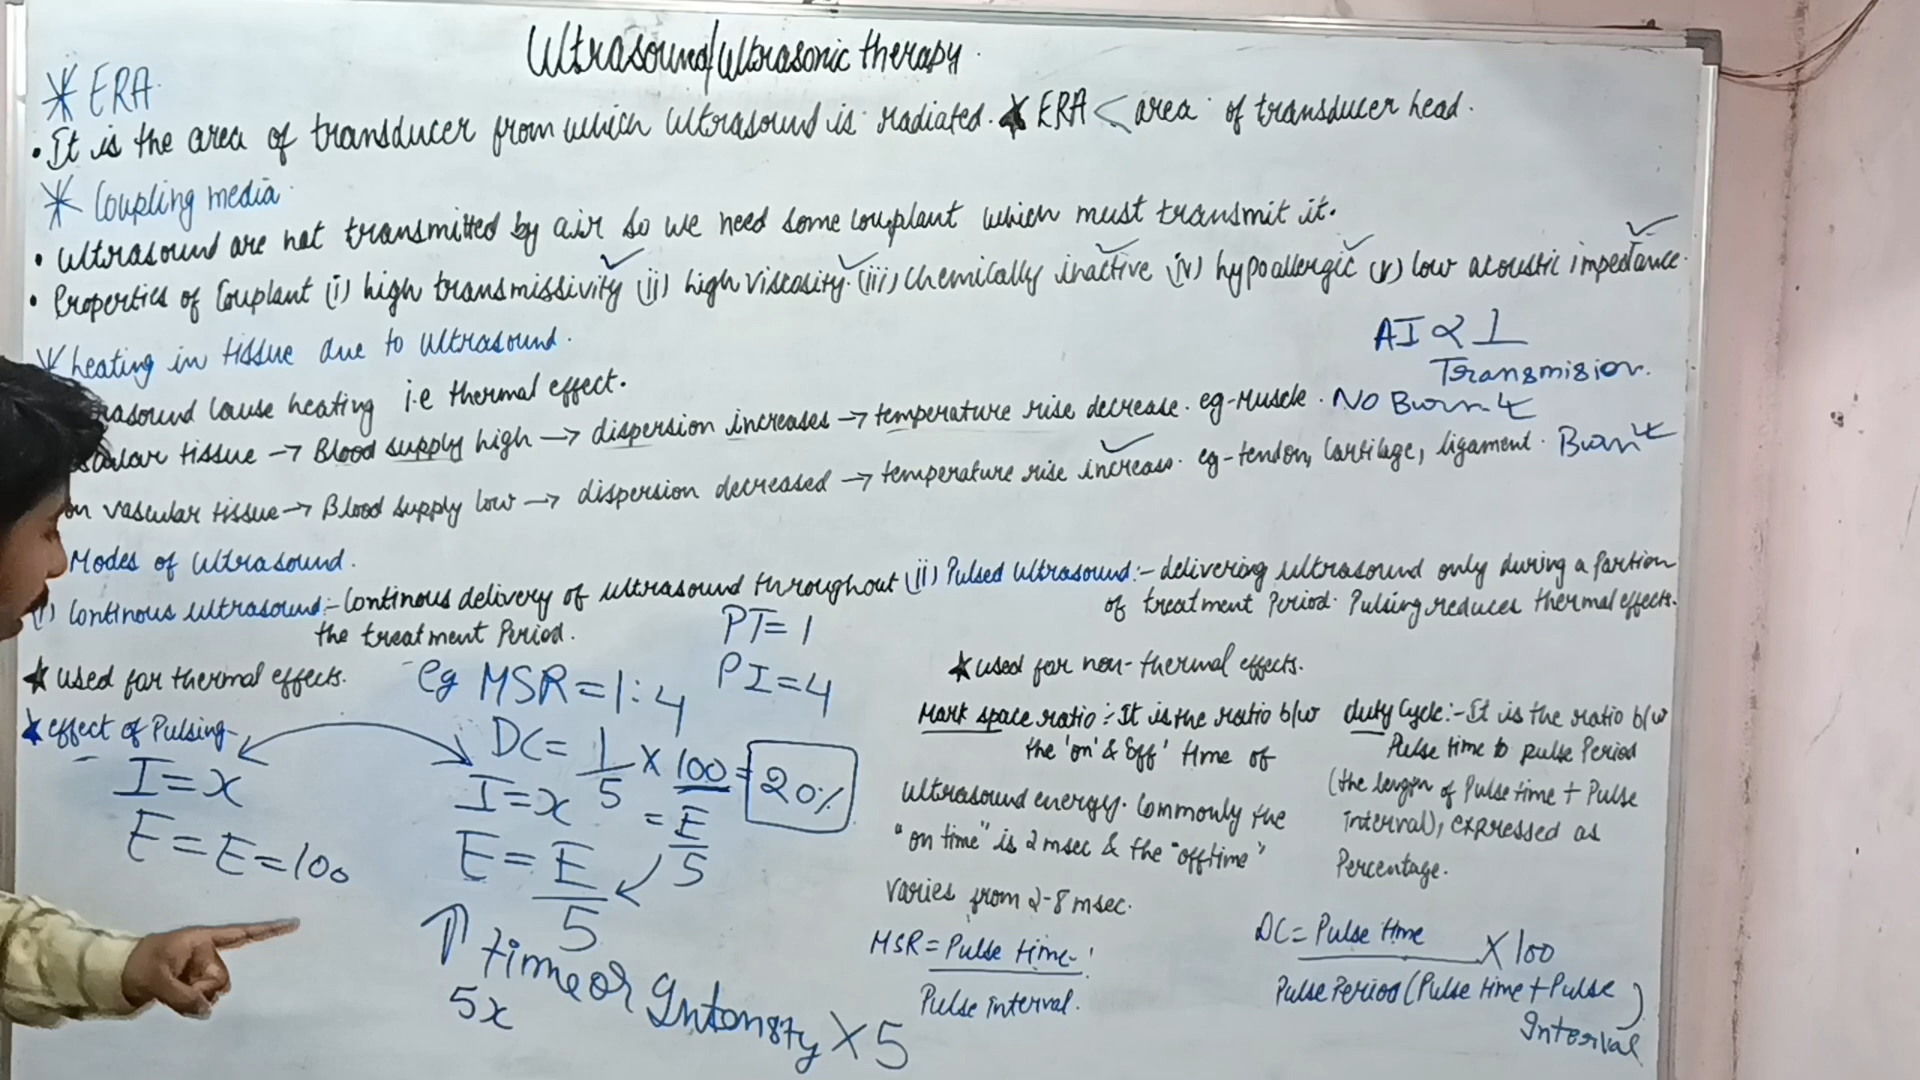 Ultrasound/ultrasonic therapy.
* ERA
• It is the area of transducer from which ultrasound is radiated. ★ ERA < area of transducer head.
* Coupling media
• Ultrasound are not transmitted by air so we need some couplant which must transmit it.
• Properties of Couplant (i) high transmissivity (ii) high viscosity. (iii) chemically inactive (iv) hypoallergic (v) low acoustic impedance.
AI ∝ 1
Transmision.
* heating in tissue due to ultrasound.
rasound cause heating i.e thermal effect.
cular tissue → Blood supply high → dispersion increases → temperature rise decrease. eg- Muscle. NO Burn
on vascular tissue → Blood supply low → dispersion decreased → temperature rise increase. eg- tendon, Cartilage, ligament. Burn
Modes of Ultrasound.
(i) Continous ultrasound:- Continous delivery of ultrasound throughout
the treatment Period.
★ used for thermal effects.
(ii) Pulsed Ultrasound:- delivering ultrasound only during a Partion
of treatment Period. Pulsing reduces thermal effects.
★ used for non-thermal effects.
★ effect of Pulsing-
I = x
E = E = 100
eg MSR = 1:4
PT = 1
PI = 4
DC = 1/5 X 100 = 20%
I = x
= E/5
E = E/5
↑ time or Intensity X 5
5x
Mark space ratio:- It is the ratio b/w
the 'on' & 'off' time of
ultrasound energy. Commonly the
"on time" is 2 msec & the "offtime"
varies from 2-8 msec.
MSR = Pulse time
Pulse interval.
duty Cycle:- It is the ratio b/w
Pulse time to pulse Period
(the length of Pulse time + Pulse
interval), expressed as
Percentage.
DC = Pulse time X 100
Pulse Period (Pulse time + Pulse
Interval)